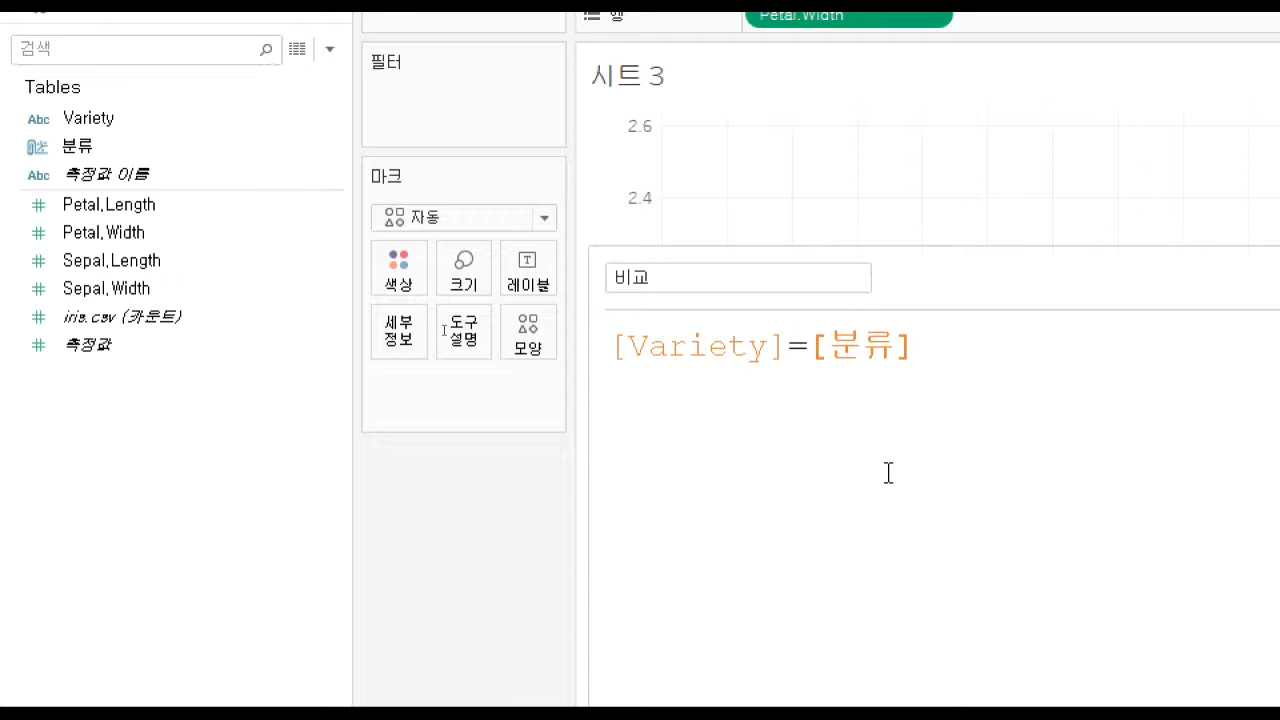 행
Petal.Width
검색
Tables
Abc Variety
분류
Abc 측정값 이름
Petal.Length
Petal.Width
Sepal.Length
Sepal.Width
iris.csv (카운트)
측정값
필터
마크
자동
색상
크기
레이블
세부
정보
도구
설명
모양
시트 3
2.6
2.4
비교
[Variety]=[분류]